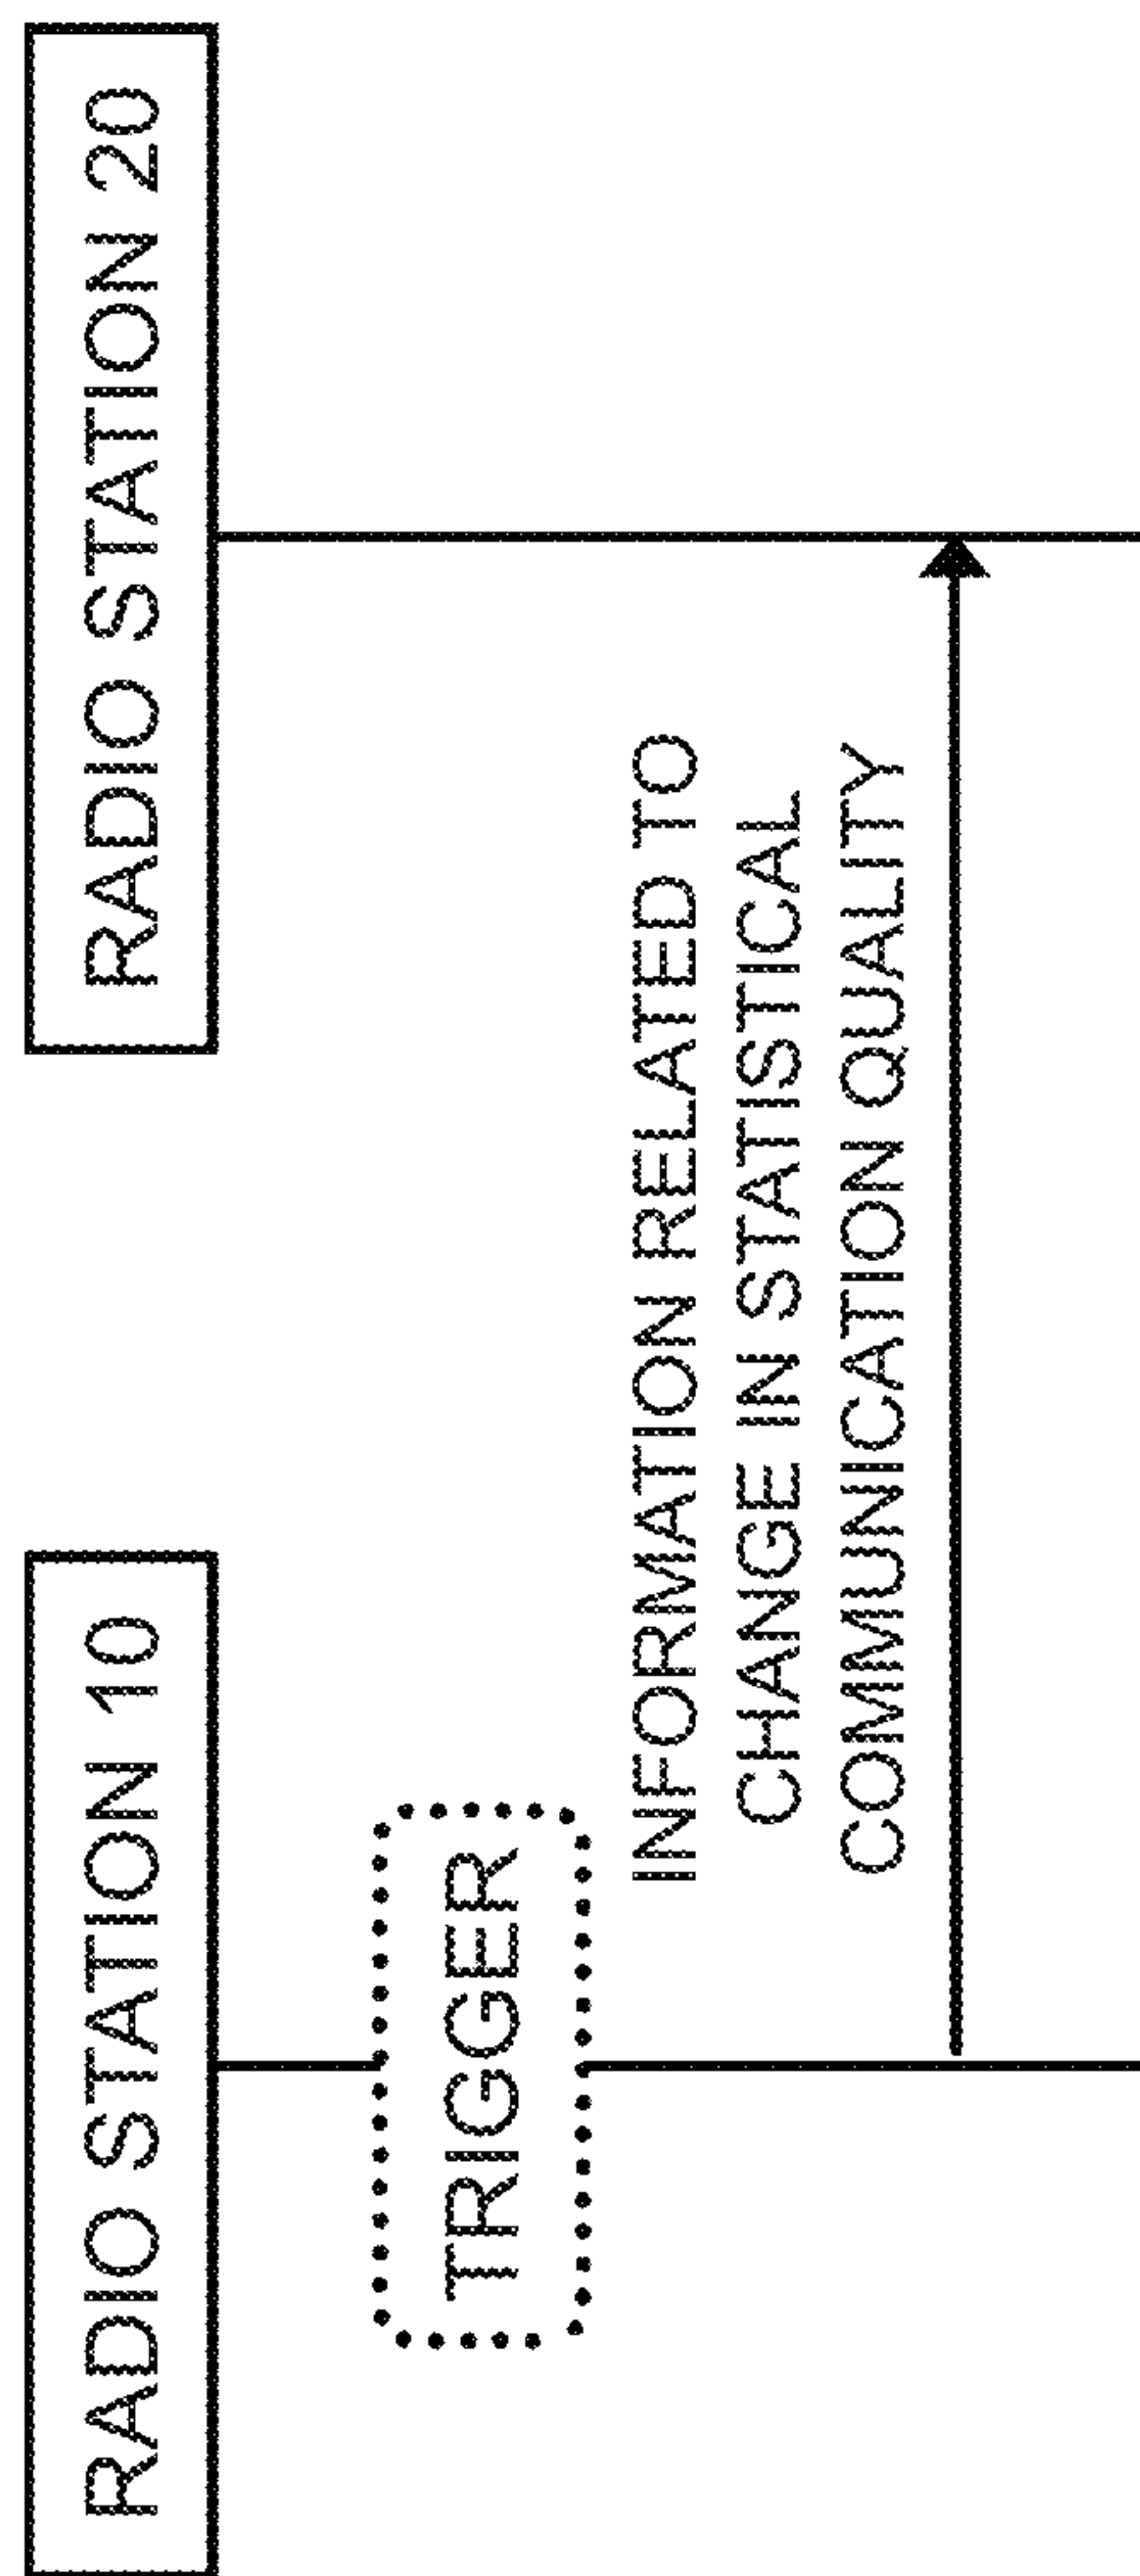 RADIO STATION 10
RADIO STATION 20
TRIGGER
INFORMATION RELATED TO
CHANGE IN STATISTICAL
COMMUNICATION QUALITY